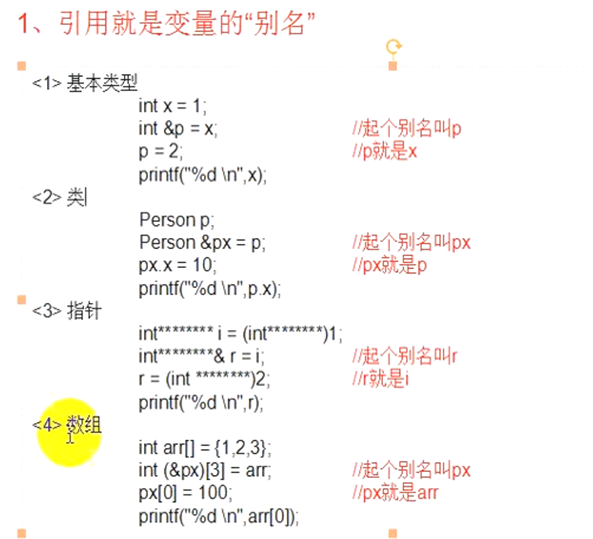 1、引用就是变量的“别名”
<1> 基本类型
int x = 1;
int &p = x; //起个别名叫p
p = 2; //p就是x
printf("%d \n",x);
<2> 类
Person p;
Person &px = p; //起个别名叫px
px.x = 10; //px就是p
printf("%d \n",p.x);
<3> 指针
int******** i = (int********)1;
int********& r = i; //起个别名叫r
r = (int ********)2; //r就是i
printf("%d \n",r);
<4> 数组
int arr[] = {1,2,3};
int (&px)[3] = arr; //起个别名叫px
px[0] = 100; //px就是arr
printf("%d \n",arr[0]);